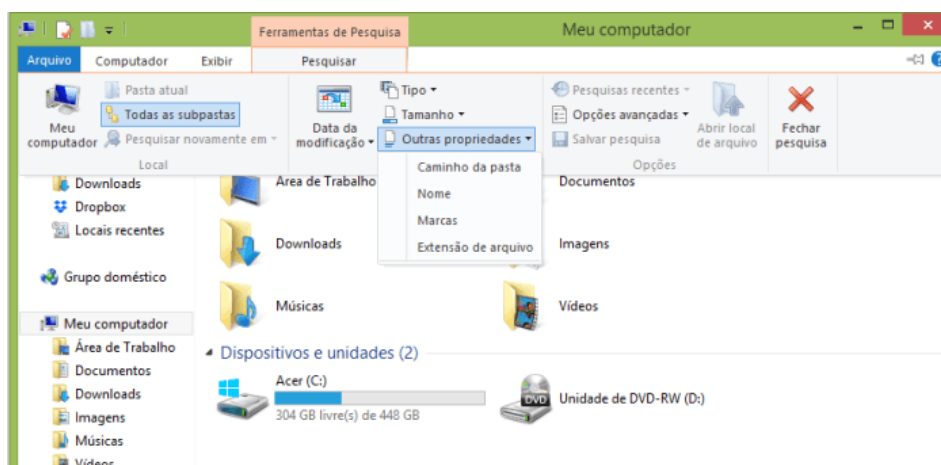 Ferramentas de Pesquisa
Meu computador
Arquivo
Computador
Exibir
Pesquisar
Meu computador
Pasta atual
Todas as subpastas
Pesquisar novamente em
Local
Data da modificação
Tipo
Tamanho
Outras propriedades
Caminho da pasta
Nome
Marcas
Extensão de arquivo
Pesquisas recentes
Opções avançadas
Salvar pesquisa
Abrir local de arquivo
Opções
Fechar pesquisa
Downloads
Dropbox
Locais recentes
Grupo doméstico
Meu computador
Área de Trabalho
Documentos
Downloads
Imagens
Músicas
Vídeos
Área de Trabalho
Documentos
Downloads
Imagens
Músicas
Vídeos
Dispositivos e unidades (2)
Acer (C:)
304 GB livre(s) de 448 GB
DVD
Unidade de DVD-RW (D:)